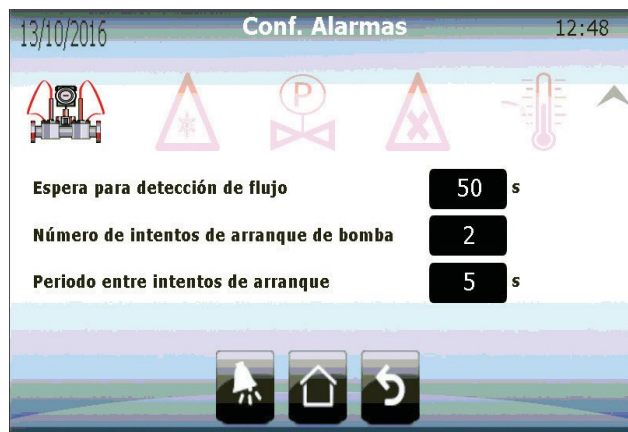 13/10/2016 Conf. Alarmas 12:48
P
Espera para detección de flujo 50 s
Número de intentos de arranque de bomba 2
Periodo entre intentos de arranque 5 s